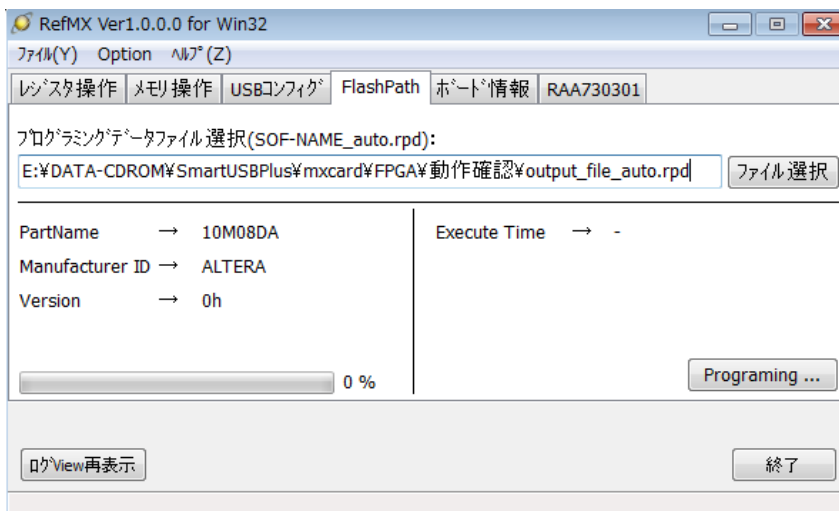 RefMX Ver1.0.0.0 for Win32
ﾌｧｲﾙ(Y) Option ﾍﾙﾌﾟ(Z)
ﾚｼﾞｽﾀ操作 ﾒﾓﾘ操作 USBｺﾝﾌｨｸﾞ FlashPath ﾎﾞｰﾄﾞ情報 RAA730301
ﾌﾟﾛｸﾞﾗﾐﾝｸﾞﾃﾞｰﾀﾌｧｲﾙ選択(SOF-NAME_auto.rpd):
E:¥DATA-CDROM¥SmartUSBPlus¥mxcard¥FPGA¥動作確認¥output_file_auto.rpd ﾌｧｲﾙ選択
PartName → 10M08DA
Execute Time → -
Manufacturer ID → ALTERA
Version → 0h
0 %
Programing ...
ﾛｸﾞView再表示
終了